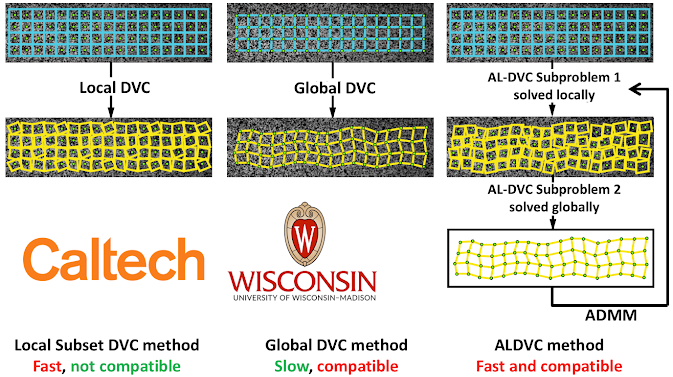 Local DVC
Global DVC
AL-DVC Subproblem 1
solved locally
AL-DVC Subproblem 2
solved globally
Caltech
W
WISCONSIN
UNIVERSITY OF WISCONSIN–MADISON
ADMM
Local Subset DVC method
Fast, not compatible
Global DVC method
Slow, compatible
ALDVC method
Fast and compatible